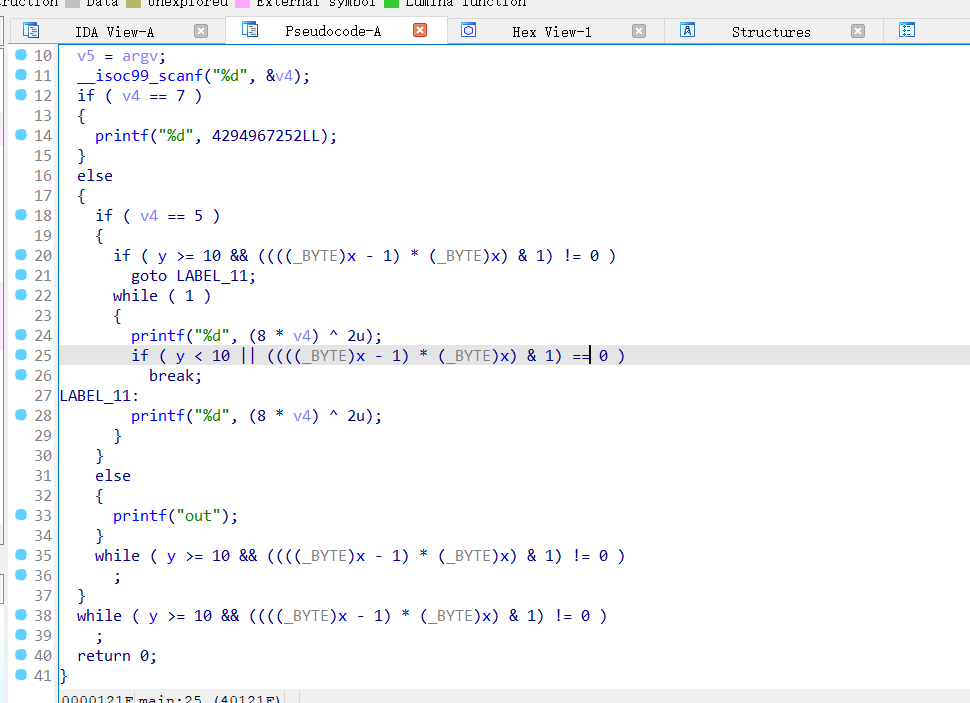 ruction Data Unexplored External symbol Lumina function
IDA View-A Pseudocode-A Hex View-1 Structures
10 v5 = argv;
11 __isoc99_scanf("%d", &v4);
12 if ( v4 == 7 )
13 {
14 printf("%d", 4294967252LL);
15 }
16 else
17 {
18 if ( v4 == 5 )
19 {
20 if ( y >= 10 && ((((_BYTE)x - 1) * (_BYTE)x) & 1) != 0 )
21 goto LABEL_11;
22 while ( 1 )
23 {
24 printf("%d", (8 * v4) ^ 2u);
25 if ( y < 10 || ((((_BYTE)x - 1) * (_BYTE)x) & 1) == 0 )
26 break;
27 LABEL_11:
28 printf("%d", (8 * v4) ^ 2u);
29 }
30 }
31 else
32 {
33 printf("out");
34 }
35 while ( y >= 10 && ((((_BYTE)x - 1) * (_BYTE)x) & 1) != 0 )
36 ;
37 }
38 while ( y >= 10 && ((((_BYTE)x - 1) * (_BYTE)x) & 1) != 0 )
39 ;
40 return 0;
41 }
0000121F main:25 (40121F)